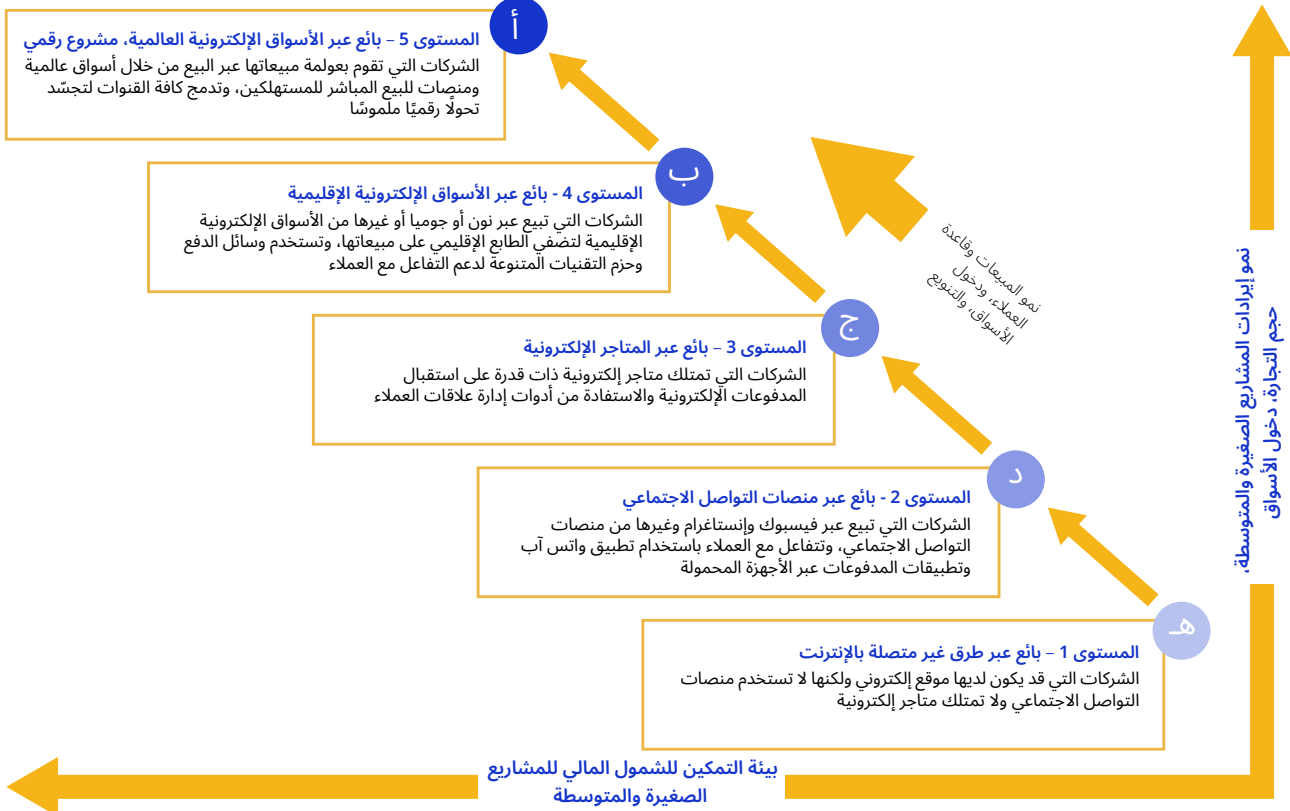 أ
المستوى 5 – بائع عبر الأسواق الإلكترونية العالمية، مشروع رقمي
الشركات التي تقوم بعولمة مبيعاتها عبر البيع من خلال أسواق عالمية
ومنصات للبيع المباشر للمستهلكين، وتدمج كافة القنوات لتجسّد
تحولًا رقميًا ملموسًا
ب
المستوى 4 - بائع عبر الأسواق الإلكترونية الإقليمية
الشركات التي تبيع عبر نون أو جوميا أو غيرها من الأسواق الإلكترونية
الإقليمية لتضفي الطابع الإقليمي على مبيعاتها، وتستخدم وسائل الدفع
وحزم التقنيات المتنوعة لدعم التفاعل مع العملاء
ج
المستوى 3 – بائع عبر المتاجر الإلكترونية
الشركات التي تمتلك متاجر إلكترونية ذات قدرة على استقبال
المدفوعات الإلكترونية والاستفادة من أدوات إدارة علاقات العملاء
د
المستوى 2 - بائع عبر منصات التواصل الاجتماعي
الشركات التي تبيع عبر فيسبوك وإنستاغرام وغيرها من منصات
التواصل الاجتماعي، وتتفاعل مع العملاء باستخدام تطبيق واتس آب
وتطبيقات المدفوعات عبر الأجهزة المحمولة
هـ
المستوى 1 – بائع عبر طرق غير متصلة بالإنترنت
الشركات التي قد يكون لديها موقع إلكتروني ولكنها لا تستخدم منصات
التواصل الاجتماعي ولا تمتلك متاجر إلكترونية
نمو المبيعات وقاعدة
العملاء، ودخول
الأسواق، والتنويع
نمو إيرادات المشاريع الصغيرة والمتوسطة،
حجم التجارة، دخول الأسواق
بيئة التمكين للشمول المالي للمشاريع
الصغيرة والمتوسطة